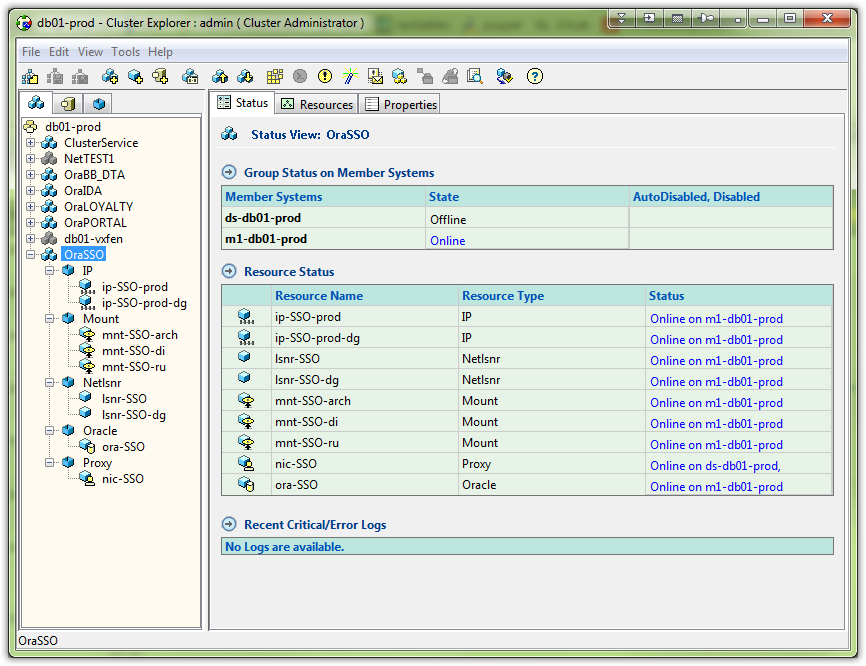 db01-prod - Cluster Explorer : admin ( Cluster Administrator )
File Edit View Tools Help
Status Resources Properties
db01-prod
ClusterService
NetTEST1
OraBB_DTA
OraIDA
OraLOYALTY
OraPORTAL
db01-vxfen
OraSSO
IP
ip-SSO-prod
ip-SSO-prod-dg
Mount
mnt-SSO-arch
mnt-SSO-di
mnt-SSO-ru
Netlsnr
lsnr-SSO
lsnr-SSO-dg
Oracle
ora-SSO
Proxy
nic-SSO
Status View: OraSSO
Group Status on Member Systems
Member Systems State AutoDisabled, Disabled
ds-db01-prod Offline
m1-db01-prod Online
Resource Status
Resource Name Resource Type Status
ip-SSO-prod IP Online on m1-db01-prod
ip-SSO-prod-dg IP Online on m1-db01-prod
lsnr-SSO Netlsnr Online on m1-db01-prod
lsnr-SSO-dg Netlsnr Online on m1-db01-prod
mnt-SSO-arch Mount Online on m1-db01-prod
mnt-SSO-di Mount Online on m1-db01-prod
mnt-SSO-ru Mount Online on m1-db01-prod
nic-SSO Proxy Online on ds-db01-prod,
ora-SSO Oracle Online on m1-db01-prod
Recent Critical/Error Logs
No Logs are available.
OraSSO